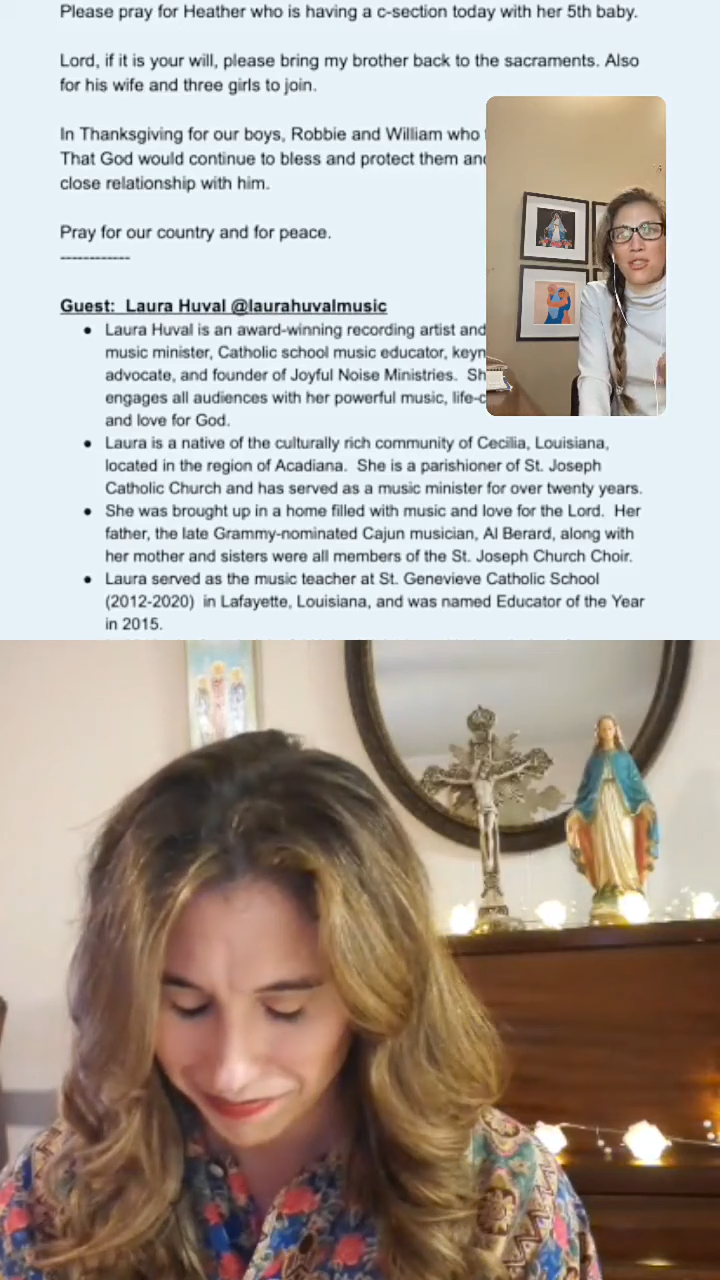 Please pray for Heather who is having a c-section today with her 5th baby.
Lord, if it is your will, please bring my brother back to the sacraments. Also
for his wife and three girls to join.
In Thanksgiving for our boys, Robbie and William who
That God would continue to bless and protect them and
close relationship with him.
Pray for our country and for peace.
------------
Guest: Laura Huval @laurahuvalmusic
• Laura Huval is an award-winning recording artist and
music minister, Catholic school music educator, keyn
advocate, and founder of Joyful Noise Ministries. Sh
engages all audiences with her powerful music, life-c
and love for God.
• Laura is a native of the culturally rich community of Cecilia, Louisiana,
located in the region of Acadiana. She is a parishioner of St. Joseph
Catholic Church and has served as a music minister for over twenty years.
• She was brought up in a home filled with music and love for the Lord. Her
father, the late Grammy-nominated Cajun musician, Al Berard, along with
her mother and sisters were all members of the St. Joseph Church Choir.
• Laura served as the music teacher at St. Genevieve Catholic School
(2012-2020) in Lafayette, Louisiana, and was named Educator of the Year
in 2015.